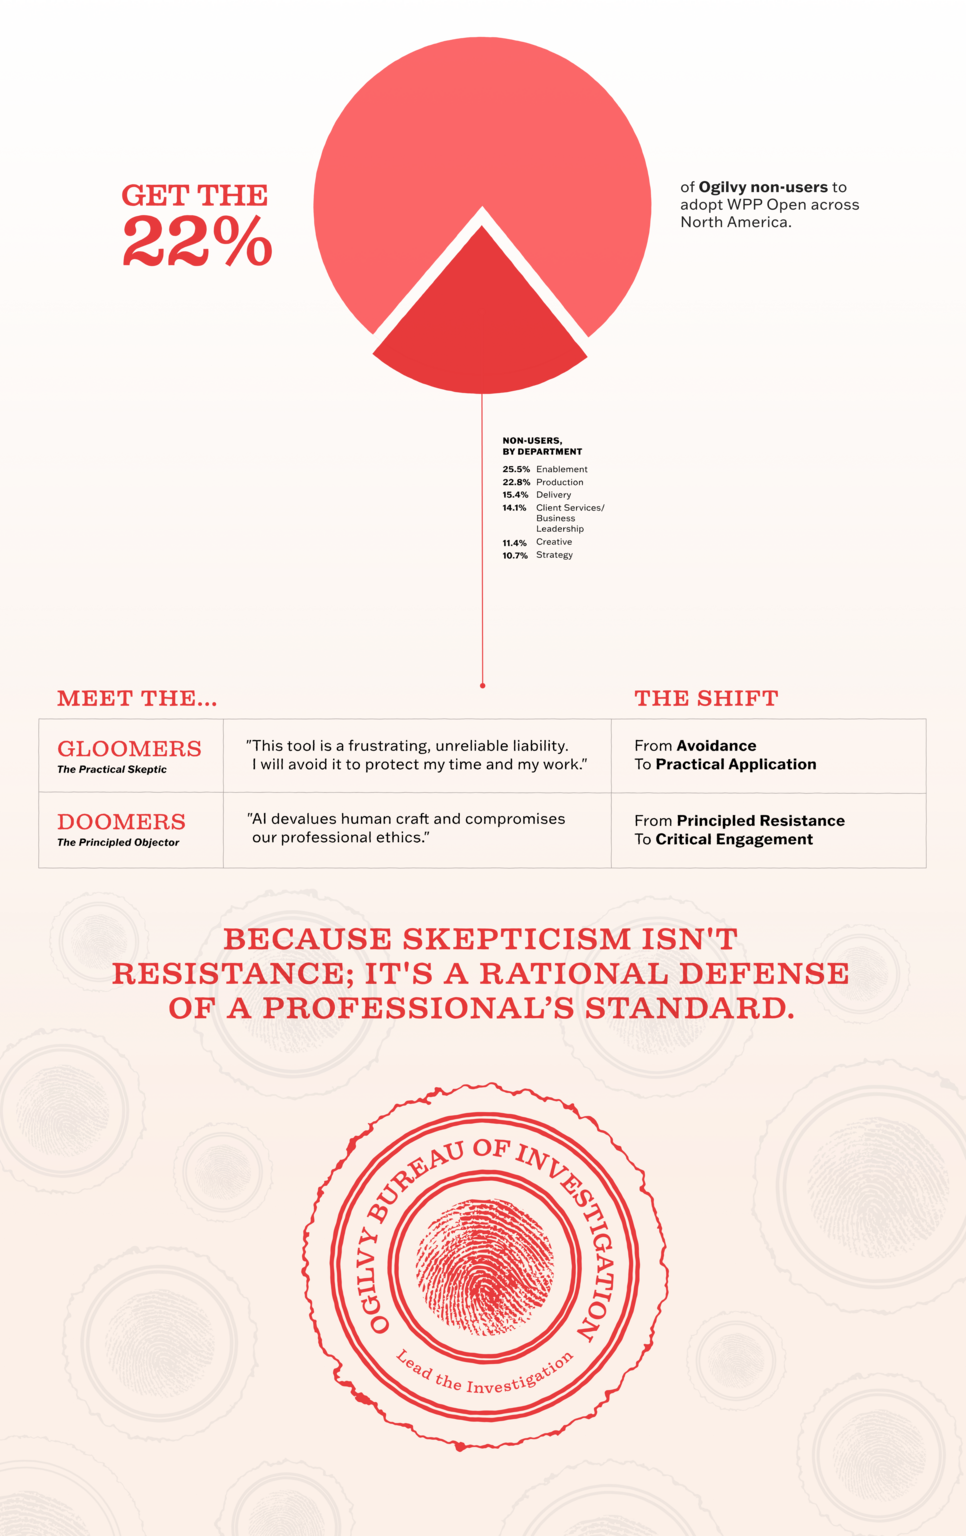 GET THE
22%
of Ogilvy non-users to
adopt WPP Open across
North America.
NON-USERS,
BY DEPARTMENT
25.5% Enablement
22.8% Production
15.4% Delivery
14.1% Client Services/
Business
Leadership
11.4% Creative
10.7% Strategy
MEET THE...
THE SHIFT
GLOOMERS
The Practical Skeptic
"This tool is a frustrating, unreliable liability.
I will avoid it to protect my time and my work."
From Avoidance
To Practical Application
DOOMERS
The Principled Objector
"AI devalues human craft and compromises
our professional ethics."
From Principled Resistance
To Critical Engagement
BECAUSE SKEPTICISM ISN'T
RESISTANCE; IT'S A RATIONAL DEFENSE
OF A PROFESSIONAL’S STANDARD.
OGILVY BUREAU OF INVESTIGATION
Lead the Investigation